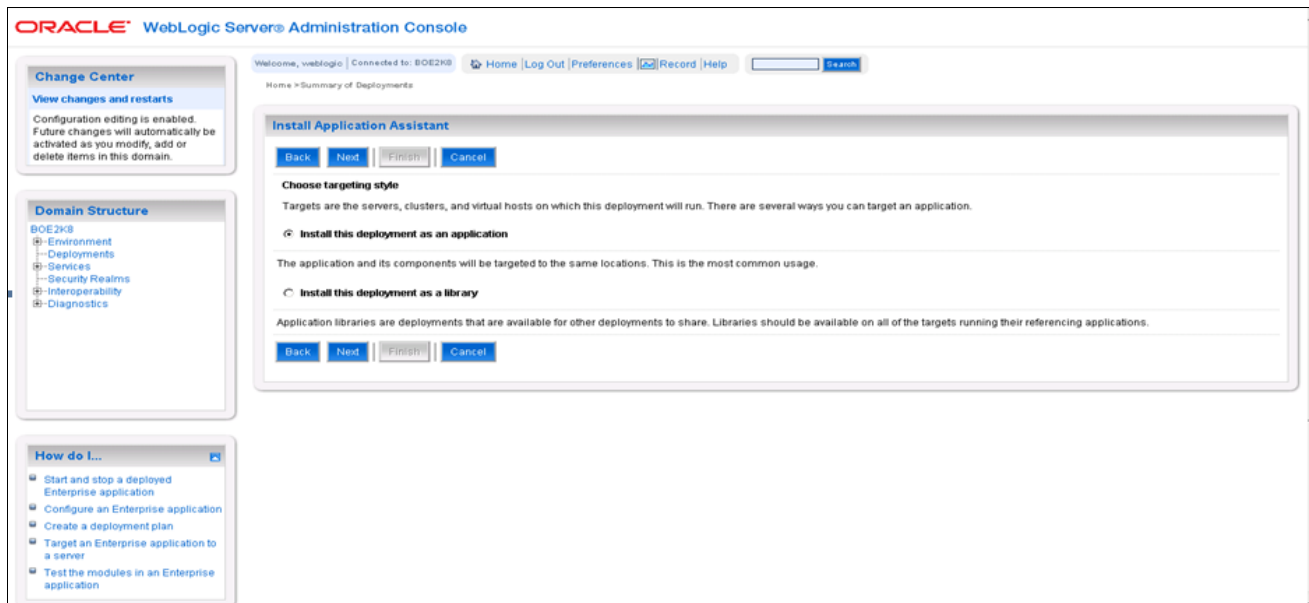 ORACLE WebLogic Server® Administration Console
Change Center
View changes and restarts
Configuration editing is enabled.
Future changes will automatically be
activated as you modify, add or
delete items in this domain.
Domain Structure
BOE2K8
Environment
Deployments
Services
Security Realms
Interoperability
Diagnostics
How do I...
Start and stop a deployed
Enterprise application
Configure an Enterprise application
Create a deployment plan
Target an Enterprise application to
a server
Test the modules in an Enterprise
application
Welcome, weblogic | Connected to: BOE2K8 Home | Log Out | Preferences | Record | Help Search
Home > Summary of Deployments
Install Application Assistant
Back Next Finish Cancel
Choose targeting style
Targets are the servers, clusters, and virtual hosts on which this deployment will run. There are several ways you can target an application.
Install this deployment as an application
The application and its components will be targeted to the same locations. This is the most common usage.
Install this deployment as a library
Application libraries are deployments that are available for other deployments to share. Libraries should be available on all of the targets running their referencing applications.
Back Next Finish Cancel